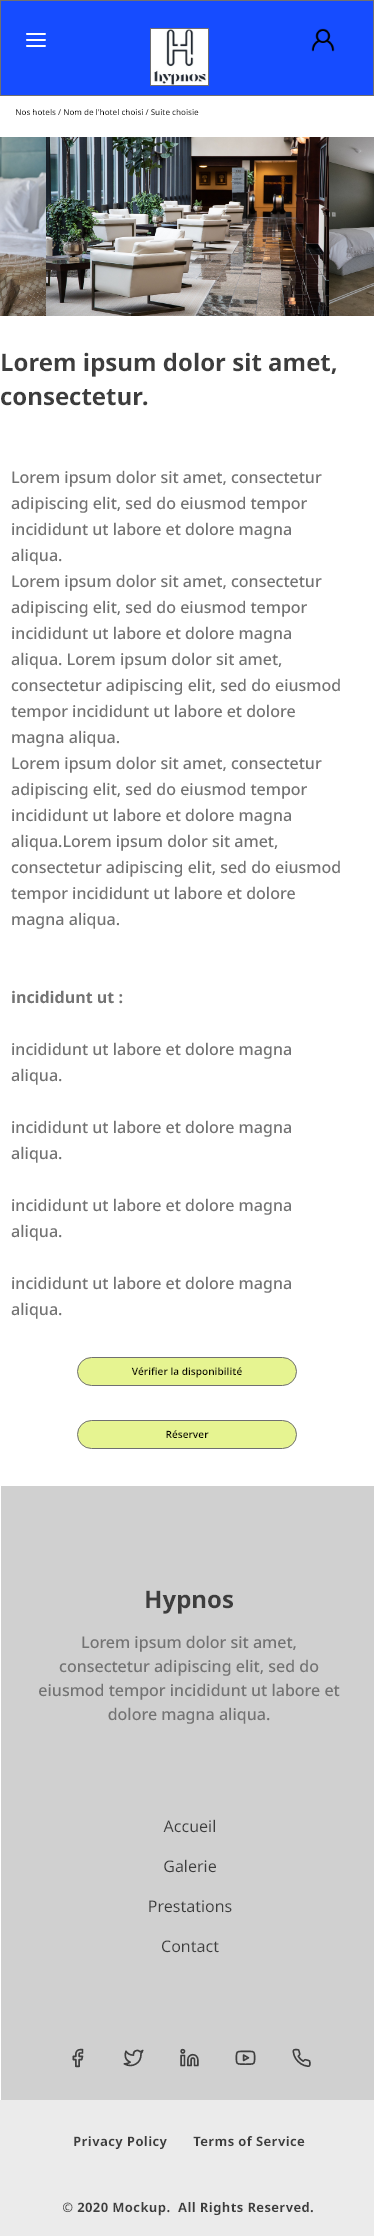 hypnos
Nos hotels / Nom de l'hotel choisi / Suite choisie
Lorem ipsum dolor sit amet,
consectetur.
Lorem ipsum dolor sit amet, consectetur
adipiscing elit, sed do eiusmod tempor
incididunt ut labore et dolore magna
aliqua.
Lorem ipsum dolor sit amet, consectetur
adipiscing elit, sed do eiusmod tempor
incididunt ut labore et dolore magna
aliqua. Lorem ipsum dolor sit amet,
consectetur adipiscing elit, sed do eiusmod
tempor incididunt ut labore et dolore
magna aliqua.
Lorem ipsum dolor sit amet, consectetur
adipiscing elit, sed do eiusmod tempor
incididunt ut labore et dolore magna
aliqua.Lorem ipsum dolor sit amet,
consectetur adipiscing elit, sed do eiusmod
tempor incididunt ut labore et dolore
magna aliqua.
incididunt ut :
incididunt ut labore et dolore magna
aliqua.
incididunt ut labore et dolore magna
aliqua.
incididunt ut labore et dolore magna
aliqua.
incididunt ut labore et dolore magna
aliqua.
Vérifier la disponibilité
Réserver
Hypnos
Lorem ipsum dolor sit amet,
consectetur adipiscing elit, sed do
eiusmod tempor incididunt ut labore et
dolore magna aliqua.
Accueil
Galerie
Prestations
Contact
Privacy Policy Terms of Service
© 2020 Mockup. All Rights Reserved.